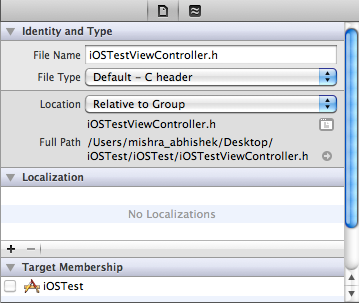 Identity and Type
File Name iOSTestViewController.h
File Type Default - C header
Location Relative to Group
iOSTestViewController.h
Full Path /Users/mishra_abhishek/Desktop/
iOSTest/iOSTest/iOSTestViewController.h
Localization
No Localizations
Target Membership
iOSTest